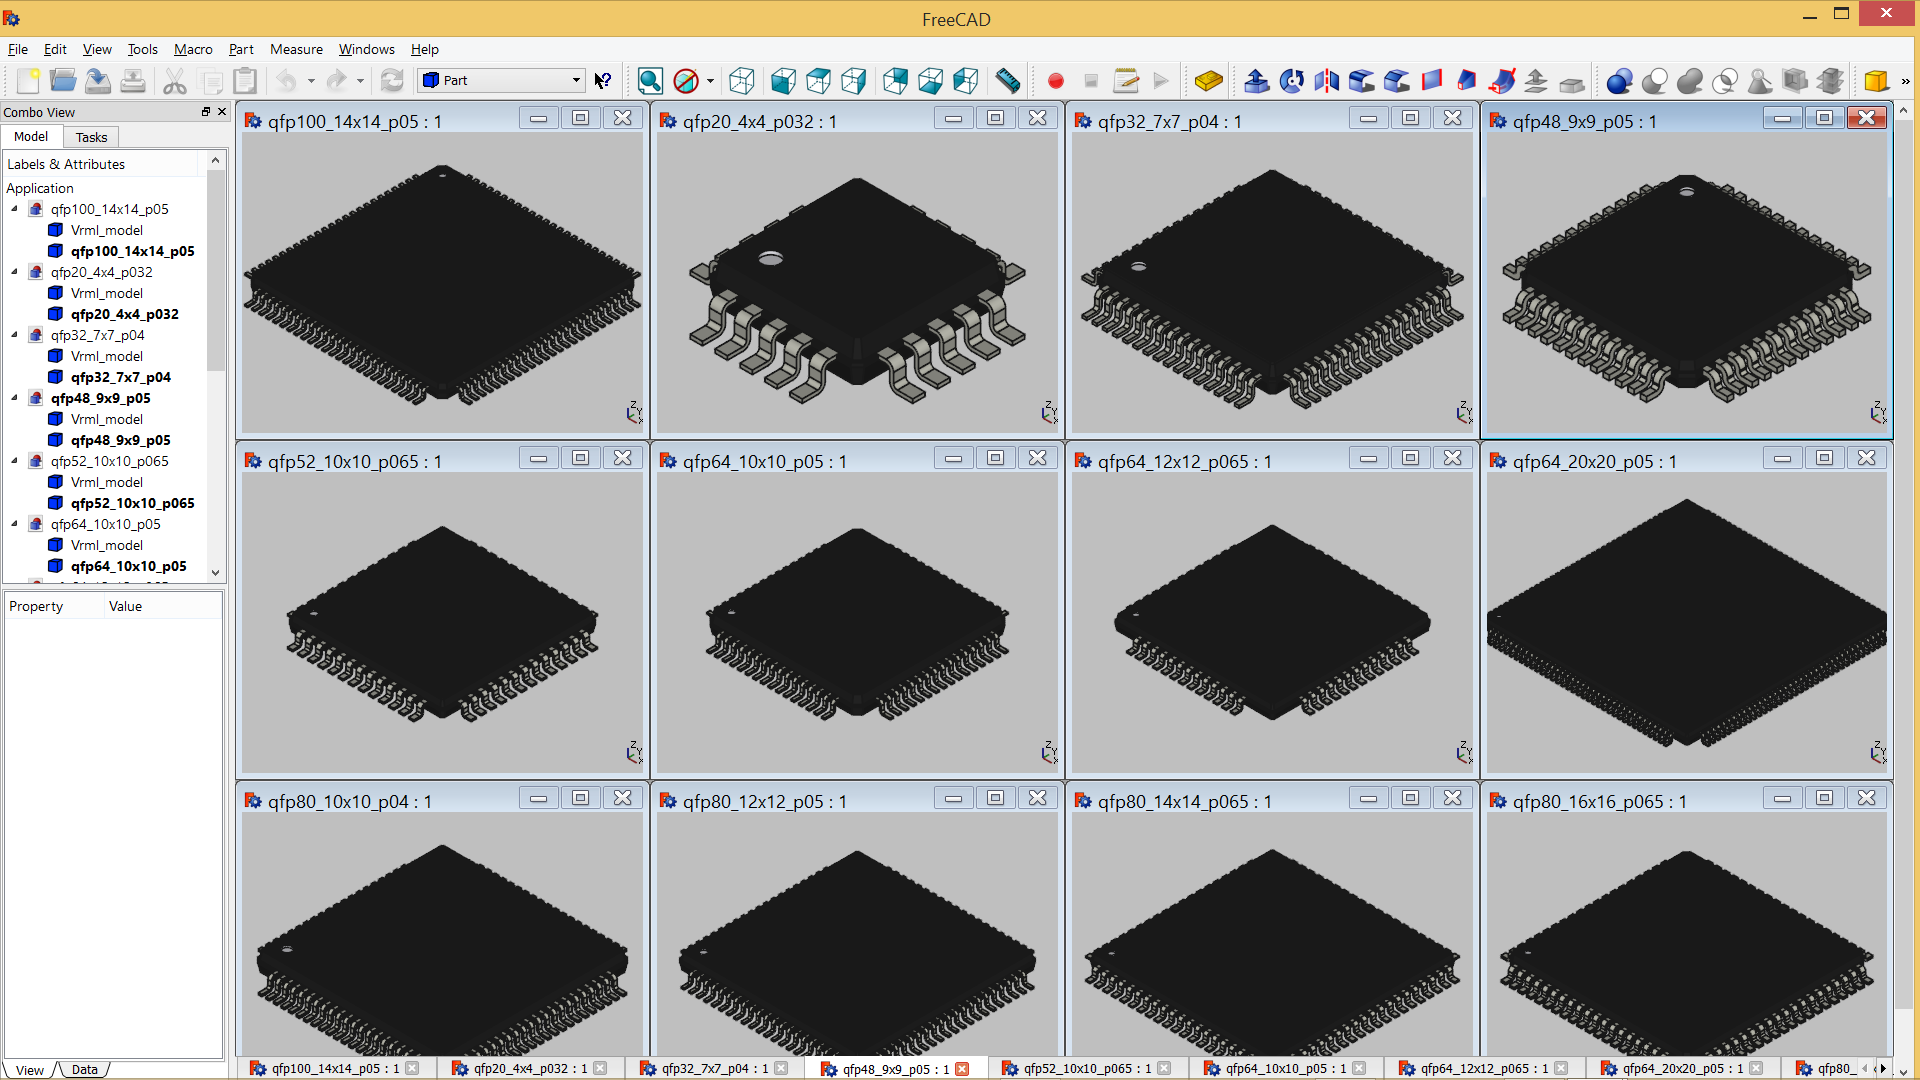 FreeCAD
File Edit View Tools Macro Part Measure Windows Help
Part
Combo View
Model Tasks
Labels & Attributes
Application
qfp100_14x14_p05
Vrml_model
qfp100_14x14_p05
qfp20_4x4_p032
Vrml_model
qfp20_4x4_p032
qfp32_7x7_p04
Vrml_model
qfp32_7x7_p04
qfp48_9x9_p05
Vrml_model
qfp48_9x9_p05
qfp52_10x10_p065
Vrml_model
qfp52_10x10_p065
qfp64_10x10_p05
Vrml_model
qfp64_10x10_p05
Property Value
View Data
qfp100_14x14_p05 : 1
qfp20_4x4_p032 : 1
qfp32_7x7_p04 : 1
qfp48_9x9_p05 : 1
Z Y X
Z Y X
Z Y X
Z Y X
qfp52_10x10_p065 : 1
qfp64_10x10_p05 : 1
qfp64_12x12_p065 : 1
qfp64_20x20_p05 : 1
Z Y X
Z Y X
Z Y X
Z Y X
qfp80_10x10_p04 : 1
qfp80_12x12_p05 : 1
qfp80_14x14_p065 : 1
qfp80_16x16_p065 : 1
qfp100_14x14_p05 : 1
qfp20_4x4_p032 : 1
qfp32_7x7_p04 : 1
qfp48_9x9_p05 : 1
qfp52_10x10_p065 : 1
qfp64_10x10_p05 : 1
qfp64_12x12_p065 : 1
qfp64_20x20_p05 : 1
qfp80_